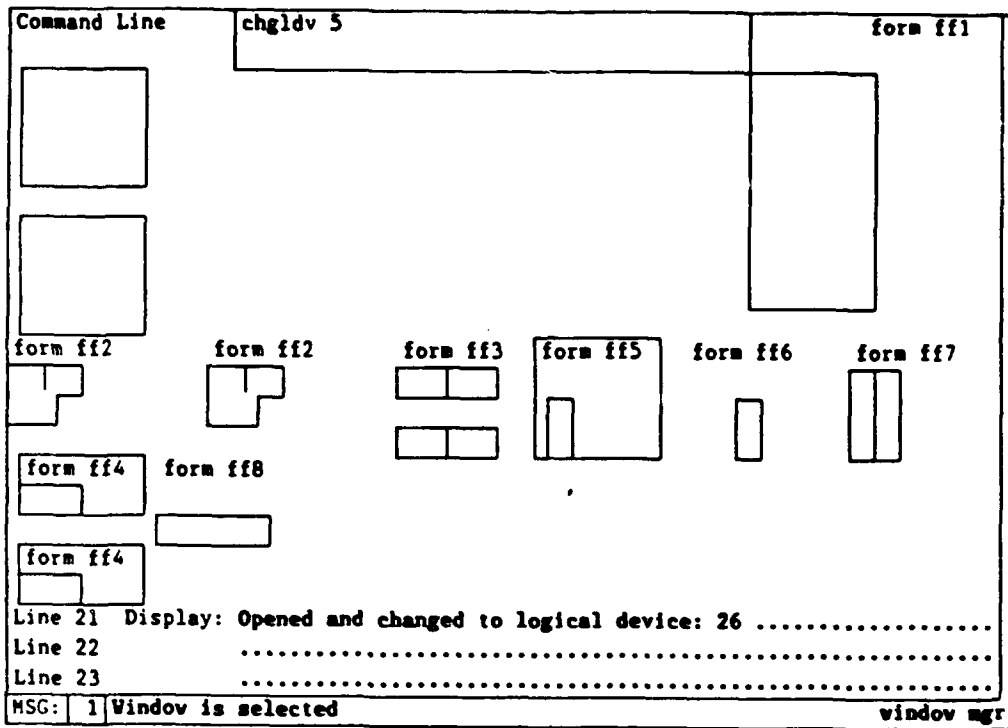 Command Line chgldv 5 form ff1
form ff2 form ff2 form ff3 form ff5 form ff6 form ff7
form ff4 form ff8
form ff4
Line 21 Display: Opened and changed to logical device: 26 ...................
Line 22 ................................................
Line 23 ................................................
MSG: 1 Window is selected window mgr